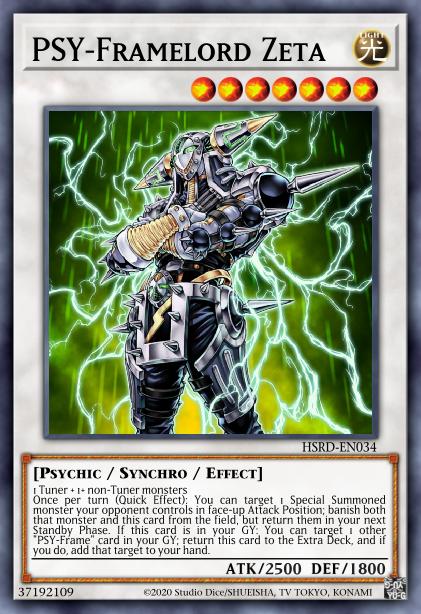 PSY-Framelord Zeta
LIGHT
光
HSRD-EN034
[Psychic / Synchro / Effect]
1 Tuner + 1+ non-Tuner monsters
Once per turn (Quick Effect): You can target 1 Special Summoned
monster your opponent controls in face-up Attack Position; banish both
that monster and this card from the field, but return them in your next
Standby Phase. If this card is in your GY: You can target 1 other
"PSY-Frame" card in your GY; return this card to the Extra Deck, and if
you do, add that target to your hand.
ATK/2500 DEF/1800
37192109
©2020 Studio Dice/SHUEISHA, TV TOKYO, KONAMI